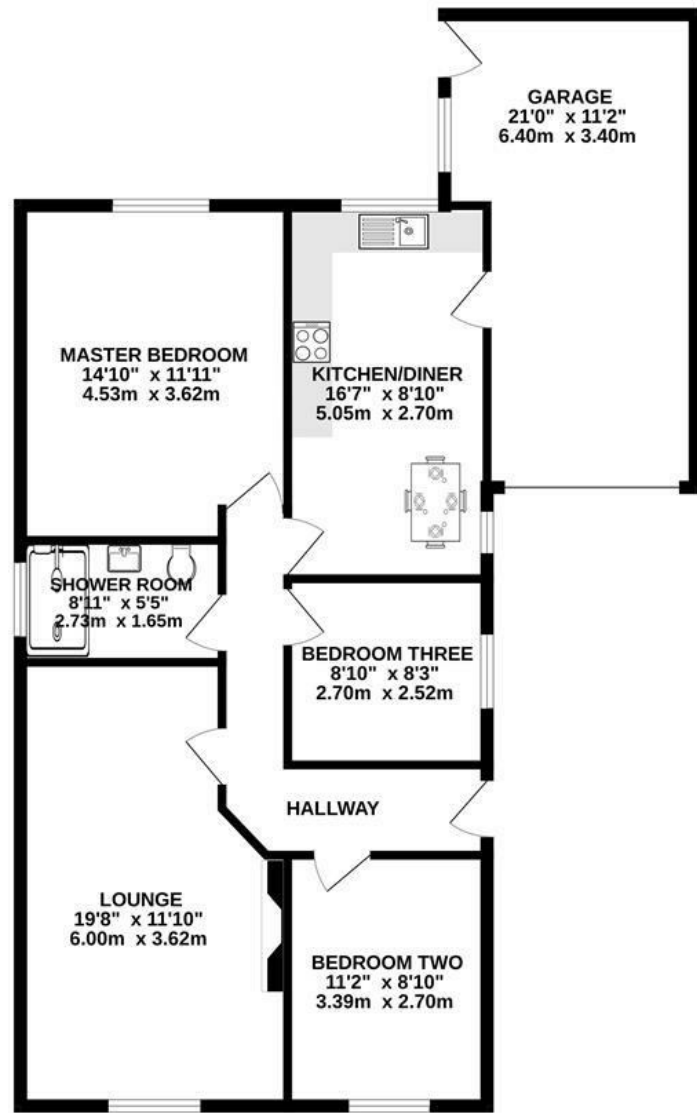 GARAGE
21'0" x 11'2"
6.40m x 3.40m
MASTER BEDROOM
14'10" x 11'11"
4.53m x 3.62m
KITCHEN/DINER
16'7" x 8'10"
5.05m x 2.70m
SHOWER ROOM
8'11" x 5'5"
2.73m x 1.65m
BEDROOM THREE
8'10" x 8'3"
2.70m x 2.52m
HALLWAY
LOUNGE
19'8" x 11'10"
6.00m x 3.62m
BEDROOM TWO
11'2" x 8'10"
3.39m x 2.70m